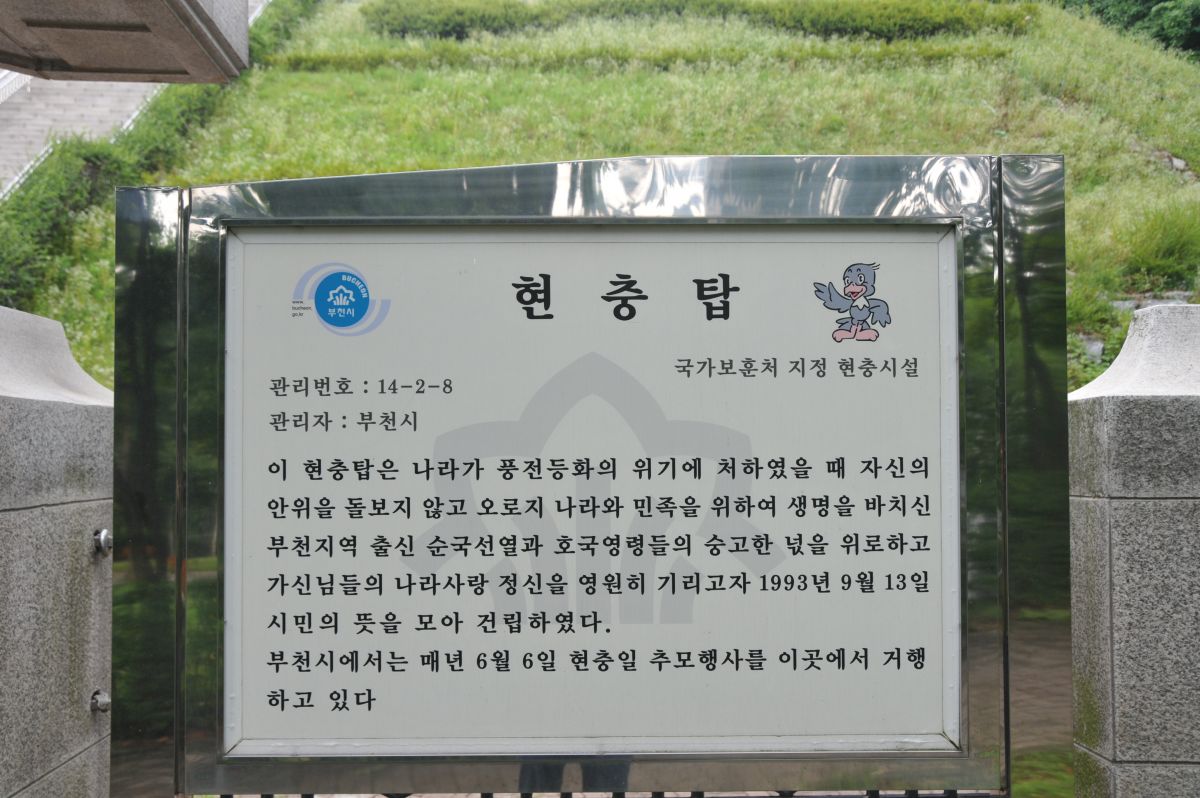 BUCHEON
www.
bucheon.
go.kr
부천시
현 충 탑
국가보훈처 지정 현충시설
관리번호 : 14-2-8
관리자 : 부천시
이 현충탑은 나라가 풍전등화의 위기에 처하였을 때 자신의
안위을 돌보지 않고 오로지 나라와 민족을 위하여 생명을 바치신
부천지역 출신 순국선열과 호국영령들의 숭고한 넋을 위로하고
가신님들의 나라사랑 정신을 영원히 기리고자 1993년 9월 13일
시민의 뜻을 모아 건립하였다.
부천시에서는 매년 6월 6일 현충일 추모행사를 이곳에서 거행
하고 있다